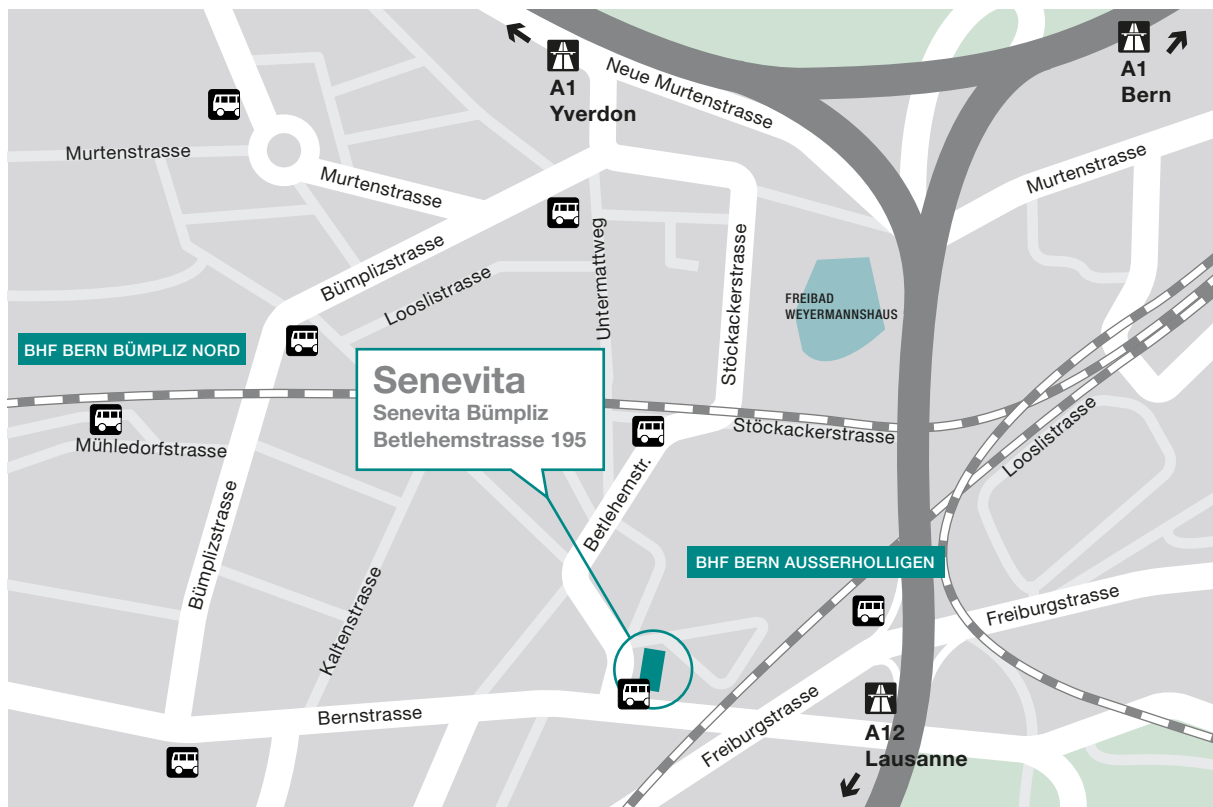 A1
Yverdon
Neue Murtenstrasse
A1
Bern
Murtenstrasse
Murtenstrasse
Murtenstrasse
Bümplizstrasse
Looslistrasse
Untermattweg
Stöckackerstrasse
FREIBAD
WEYERMANNSHAUS
BHF BERN BÜMPLIZ NORD
Senevita
Senevita Bümpliz
Betlehemstrasse 195
Mühledorfstrasse
Stöckackerstrasse
Looslistrasse
Betlehemstr.
Bümplizstrasse
Kaltenstrasse
BHF BERN AUSSERHOLLIGEN
Freiburgstrasse
Bernstrasse
Freiburgstrasse
A12
Lausanne